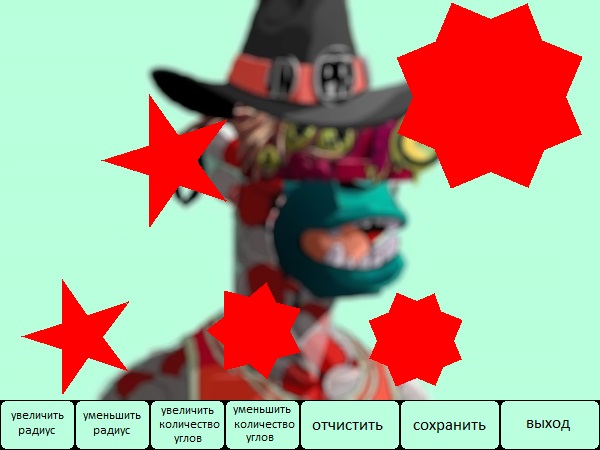 увеличить
радиус
уменьшить
радиус
увеличить
количество
углов
уменьшить
количество
углов
отчистить
сохранить
выход